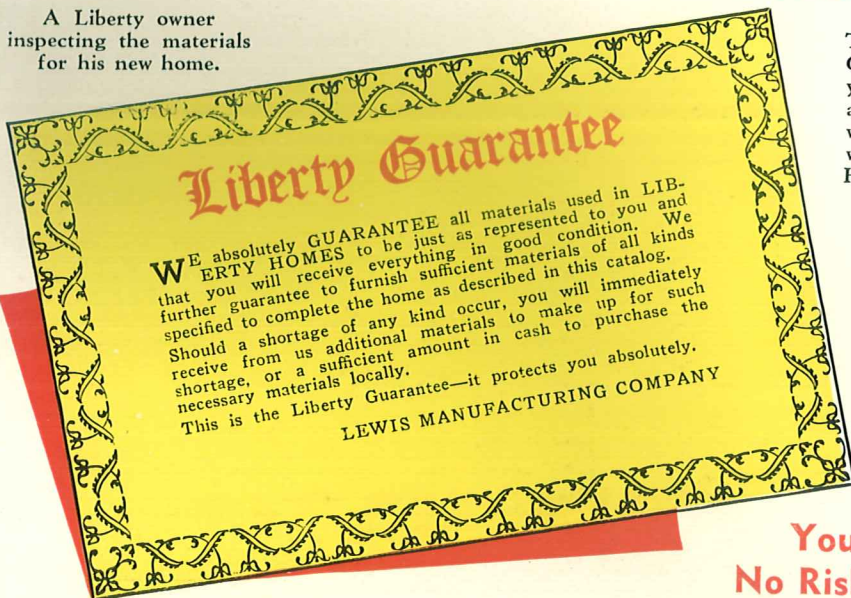 A Liberty owner
inspecting the materials
for his new home.
Liberty Guarantee
WE absolutely GUARANTEE all materials used in LIB-
ERTY HOMES to be just as represented to you and
that you will receive everything in good condition. We
further guarantee to furnish sufficient materials of all kinds
specified to complete the home as described in this catalog.
Should a shortage of any kind occur, you will immediately
receive from us additional materials to make up for such
shortage, or a sufficient amount in cash to purchase the
necessary materials locally.
This is the Liberty Guarantee—it protects you absolutely.
LEWIS MANUFACTURING COMPANY
You
No Ris